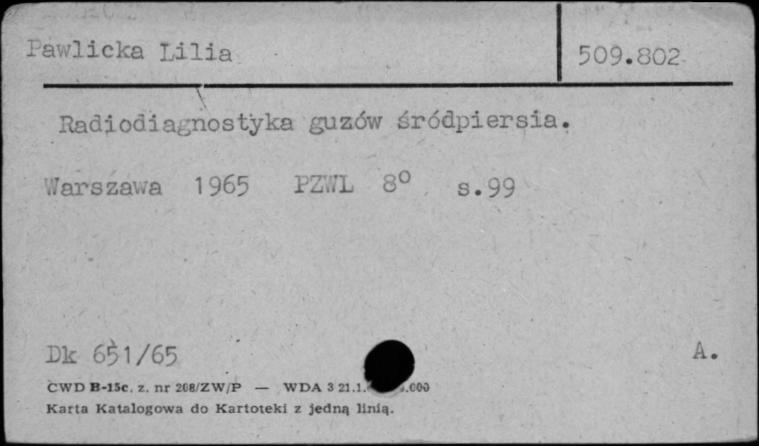 Pawlicka Lilia
509.802
Radiodiagnostyka guzów śródpiersia.
Warszawa 1965 PZWL 8° s.99
Dk 651/65
A.
CWD B-15c. z. nr 268/ZW/P — WDA 3 21.1. .000
Karta Katalogowa do Kartoteki z jedną linią.